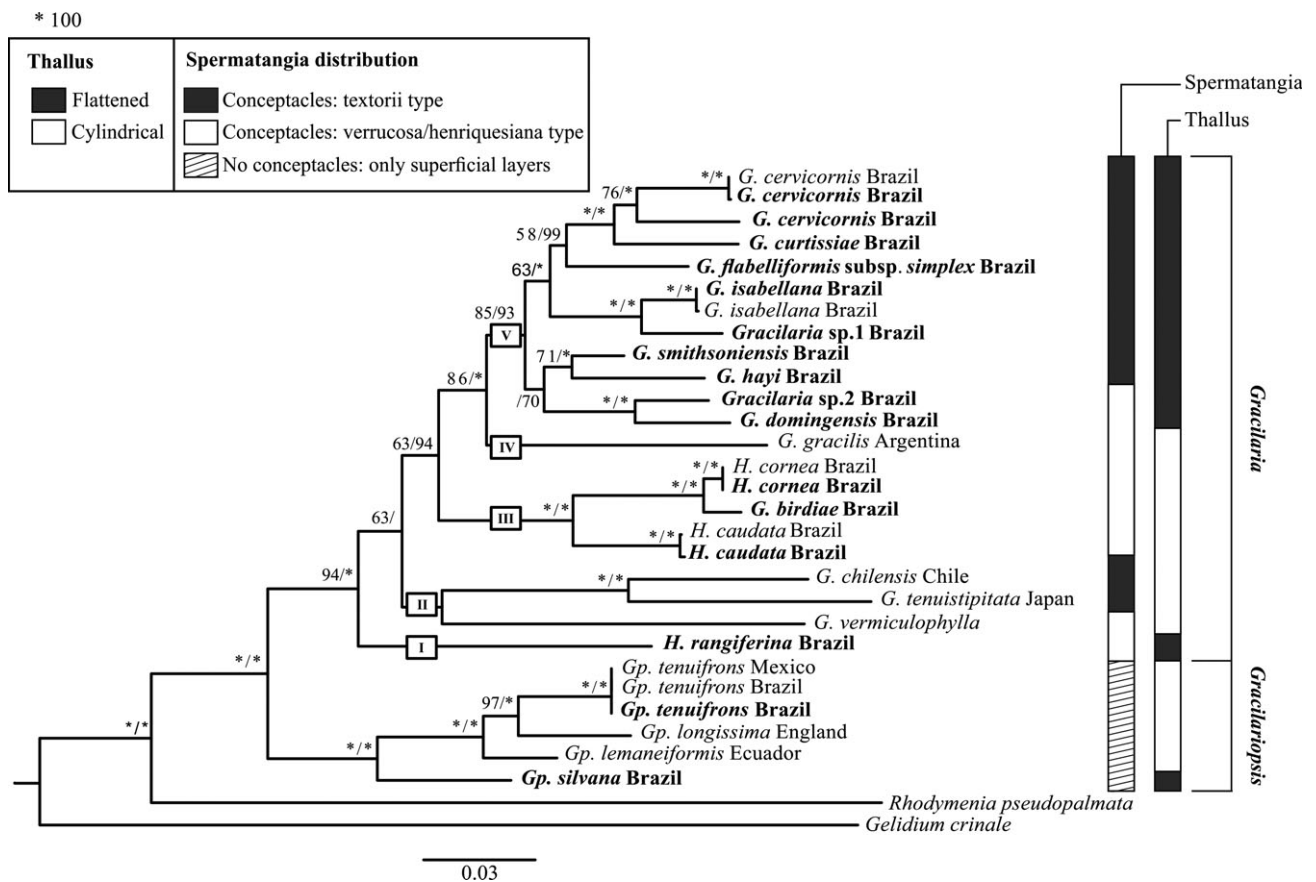 * 100
Thallus
Flattened
Cylindrical
Spermatangia distribution
Conceptacles: textorii type
Conceptacles: verrucosa/henriquesiana type
No conceptacles: only superficial layers
Spermatangia
Thallus
*/* G. cervicornis Brazil
76/* G. cervicornis Brazil
*/* G. cervicornis Brazil
58/99 G. curtissiae Brazil
63/* G. flabelliformis subsp. simplex Brazil
*/* G. isabellana Brazil
*/* G. isabellana Brazil
85/93 Gracilaria sp.1 Brazil
V
71/* G. smithsoniensis Brazil
86/* G. hayi Brazil
/70 */* Gracilaria sp.2 Brazil
G. domingensis Brazil
63/94 IV G. gracilis Argentina
*/* H. cornea Brazil
*/* H. cornea Brazil
III */* G. birdiae Brazil
63/ */* H. caudata Brazil
H. caudata Brazil
94/* */* G. chilensis Chile
II G. tenuistipitata Japan
G. vermiculophylla
I H. rangiferina Brazil
*/* Gp. tenuifrons Mexico
*/* Gp. tenuifrons Brazil
97/* Gp. tenuifrons Brazil
*/* Gp. longissima England
*/* */* Gp. lemaneiformis Ecuador
Gp. silvana Brazil
Rhodymenia pseudopalmata
Gelidium crinale
Gracilaria
Gracilariopsis
0.03